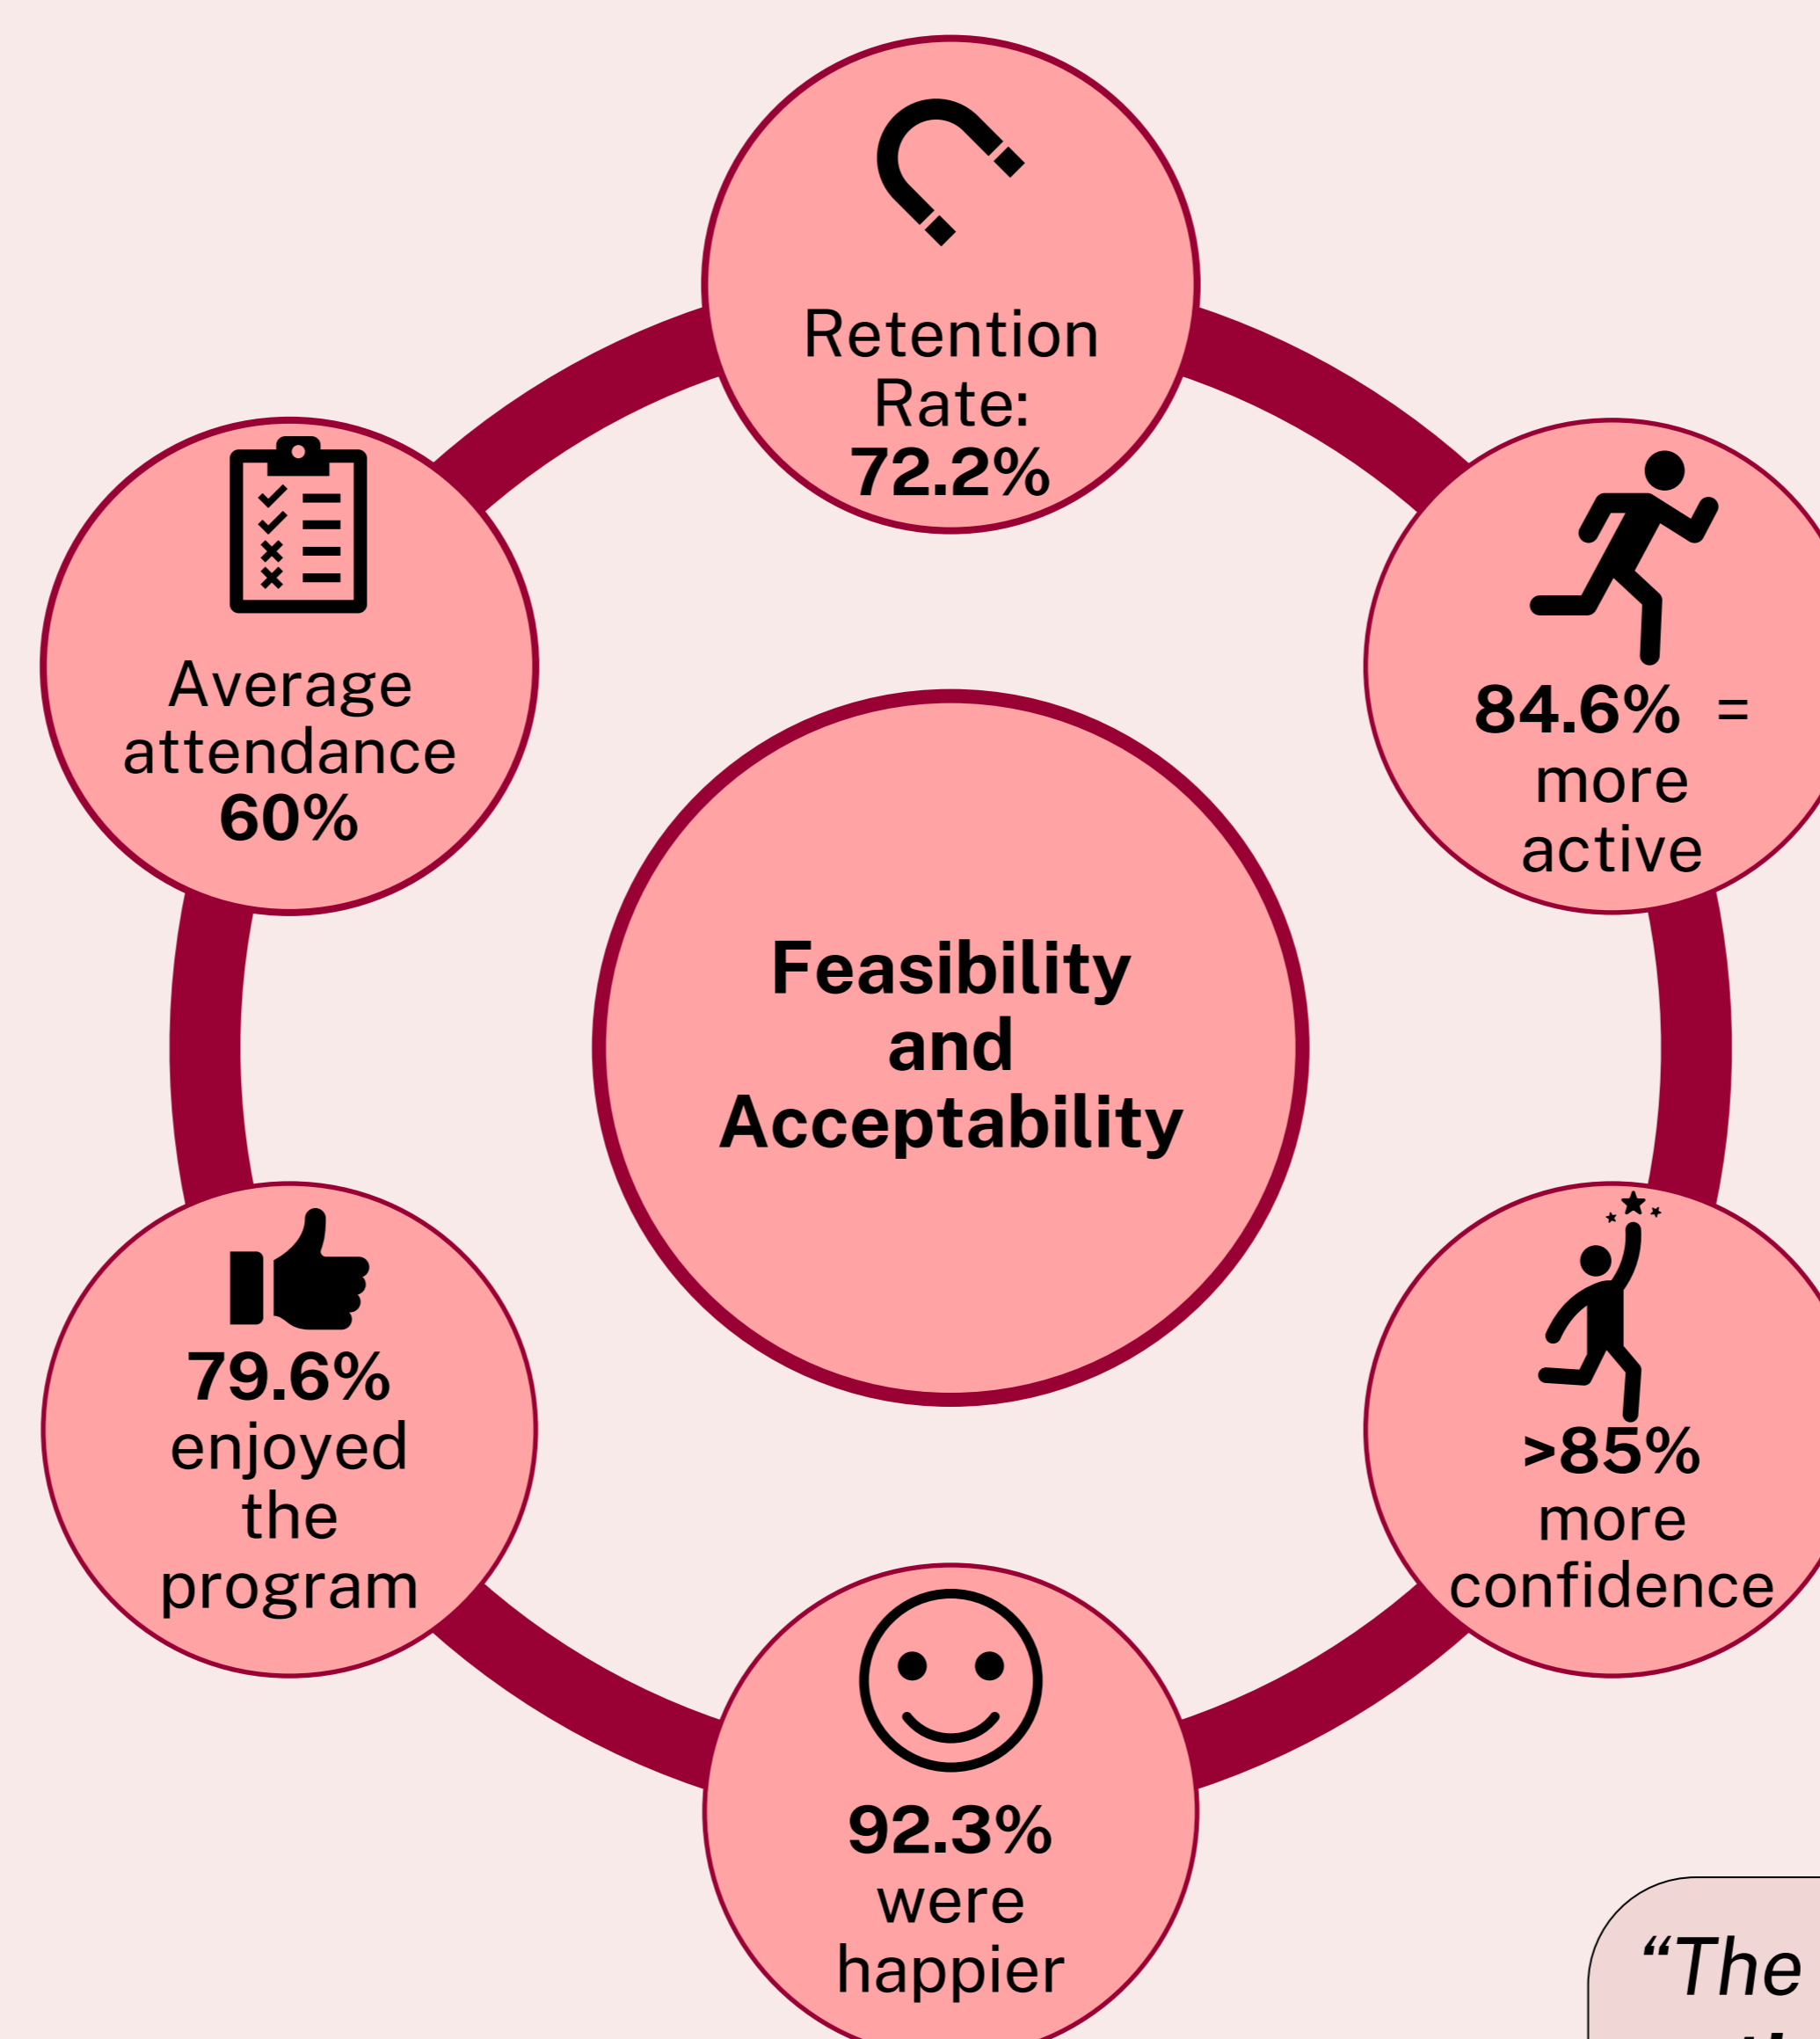 Retention
Rate:
72.2%
84.6% =
more
active
>85%
more
confidence
92.3%
were
happier
79.6%
enjoyed
the
program
Average
attendance
60%
Feasibility
and
Acceptability
“The